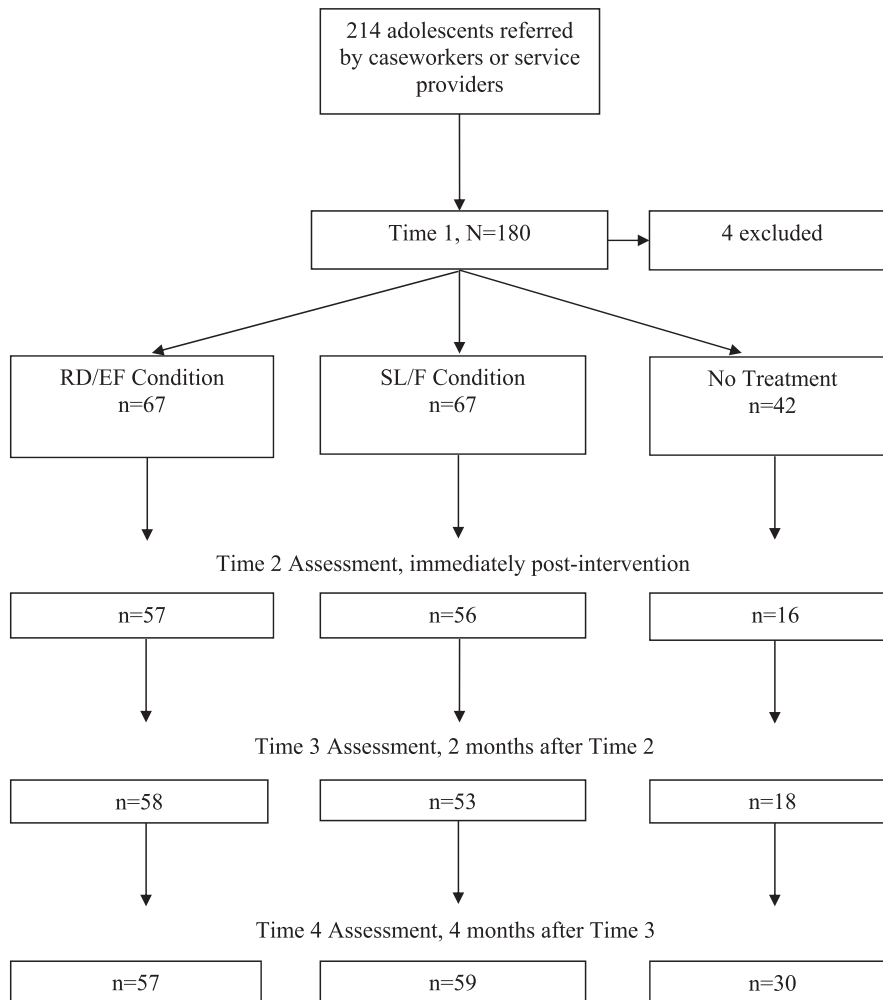 214 adolescents referred
by caseworkers or service
providers
Time 1, N=180
4 excluded
RD/EF Condition
n=67
SL/F Condition
n=67
No Treatment
n=42
Time 2 Assessment, immediately post-intervention
n=57
n=56
n=16
Time 3 Assessment, 2 months after Time 2
n=58
n=53
n=18
Time 4 Assessment, 4 months after Time 3
n=57
n=59
n=30